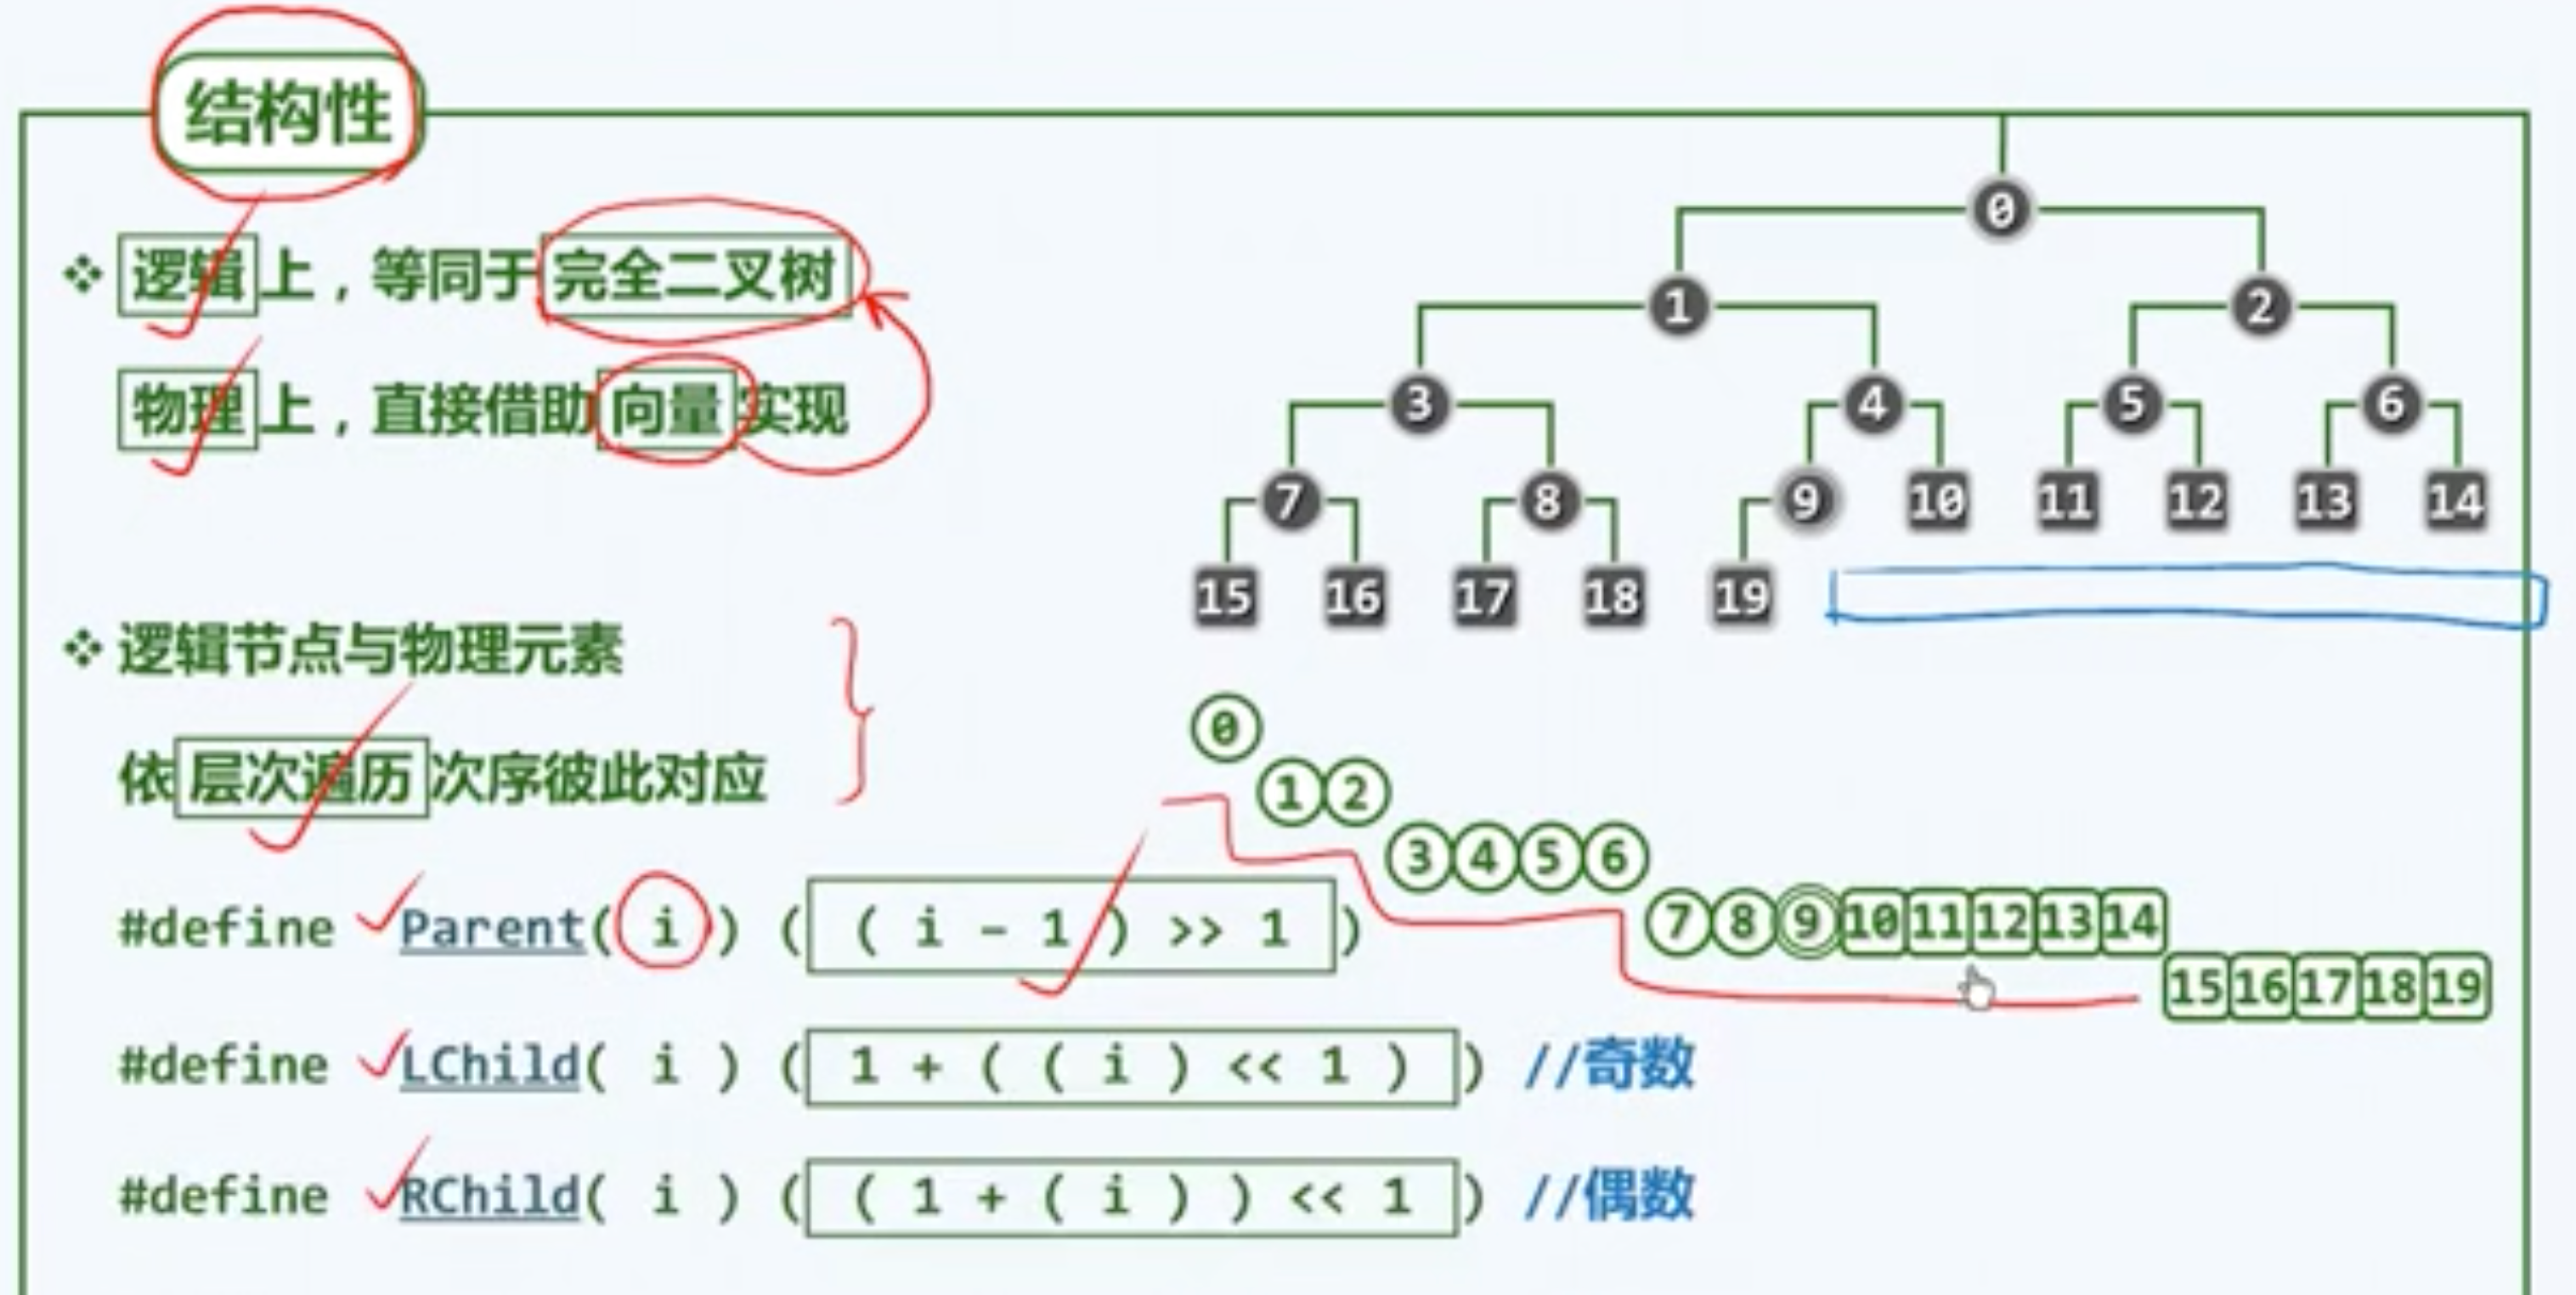 结构性
❖ 逻辑上，等同于完全二叉树
物理上，直接借助向量实现
❖ 逻辑节点与物理元素
依层次遍历次序彼此对应
#define Parent( i ) ( ( i − 1 ) >> 1 )
#define LChild( i ) ( 1 + ( ( i ) << 1 ) ) //奇数
#define RChild( i ) ( ( 1 + ( i ) ) << 1 ) //偶数
0
1 2
3 4 5 6
7 8 9 10 11 12 13 14
15 16 17 18 19
0
1 2
3 4 5 6
7 8 9 10 11 12 13 14
15 16 17 18 19